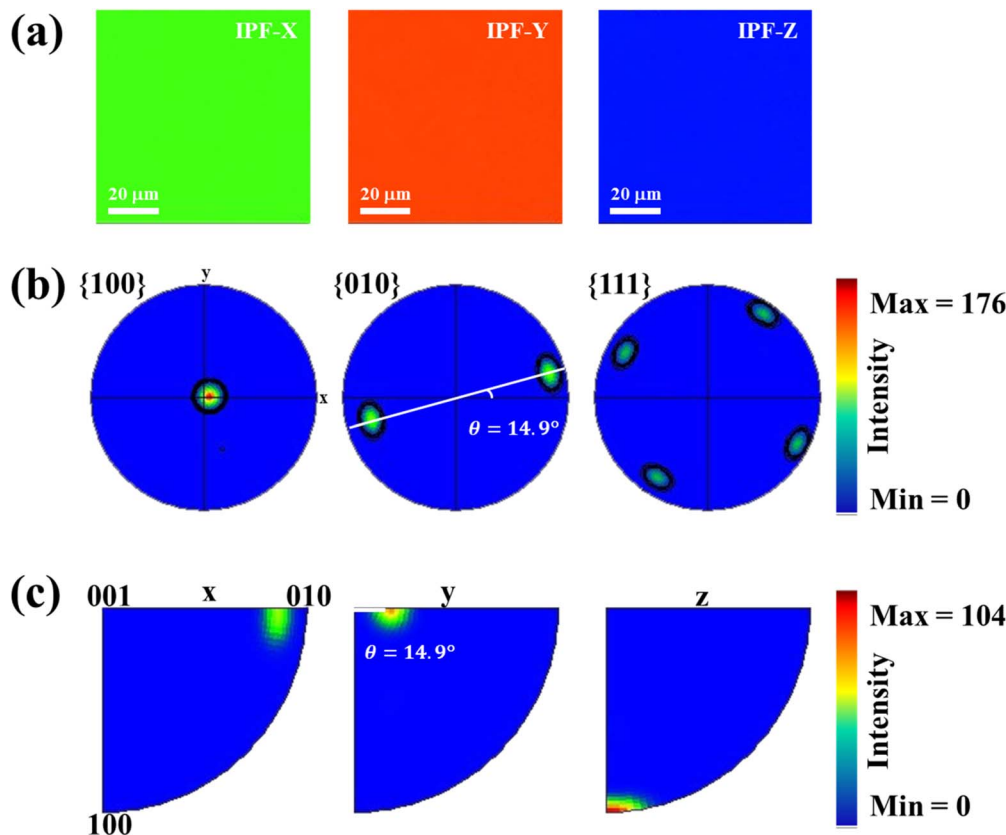 (a)
IPF-X
IPF-Y
IPF-Z
20 μm
20 μm
20 μm
(b)
{100}
y
x
{010}
θ = 14.9°
{111}
Max = 176
Intensity
Min = 0
(c)
001
x
010
100
y
θ = 14.9°
z
Max = 104
Intensity
Min = 0